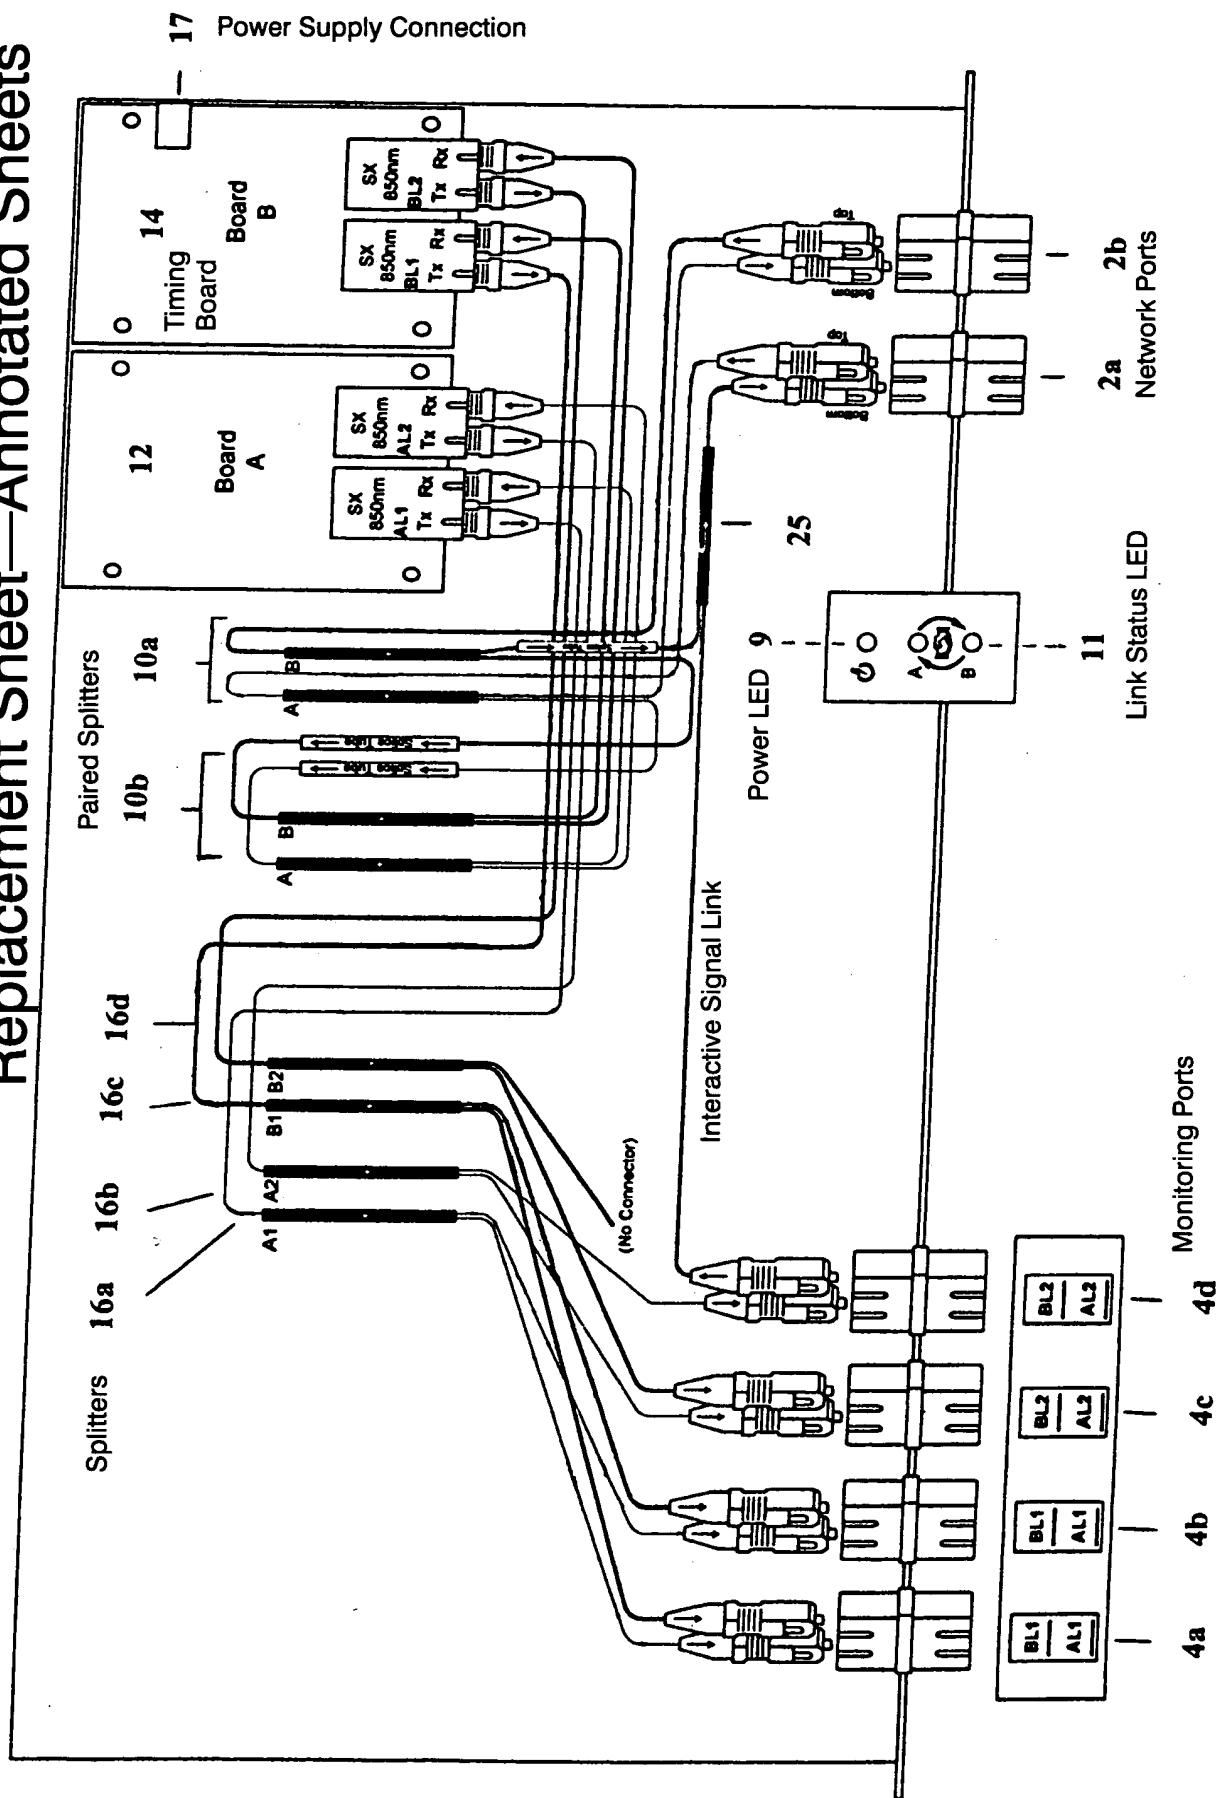 Replacement Sheet—Annotated Sheets
17 Power Supply Connection
14
Timing
Board
Board
B
SX
850nm
BL2
Tx Rx
SX
850nm
BL1
Tx Rx
12
Board
A
SX
850nm
AL2
Tx Rx
SX
850nm
AL1
Tx Rx
Paired Splitters
10a
10b
B
A
B
A
Splice Tube
Splice Tube
Splitters
16a
16b
16c
16d
A1
A2
B1
B2
(No Connector)
Interactive Signal Link
25
Top
Bottom
Top
Bottom
2b
2a
Network Ports
Power LED
9
A
B
11
Link Status LED
Monitoring Ports
BL1
AL1
BL1
AL1
BL2
AL2
BL2
AL2
4a
4b
4c
4d